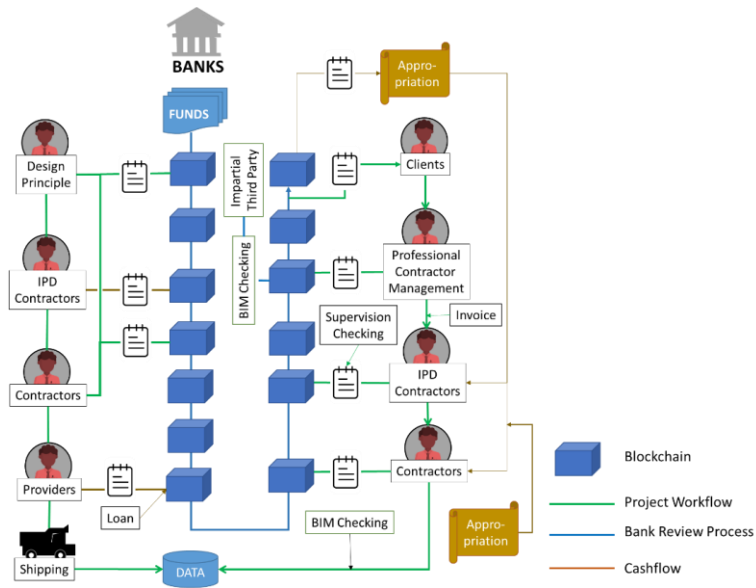 BANKS
FUNDS
Appro-
priation
Design
Principle
Impartial
Third Party
Clients
IPD
Contractors
BIM Checking
Professional
Contractor
Management
Supervision
Checking
Invoice
Contractors
IPD
Contractors
Providers
Contractors
Loan
BIM Checking
Appro-
priation
Shipping
DATA
Blockchain
Project Workflow
Bank Review Process
Cashflow